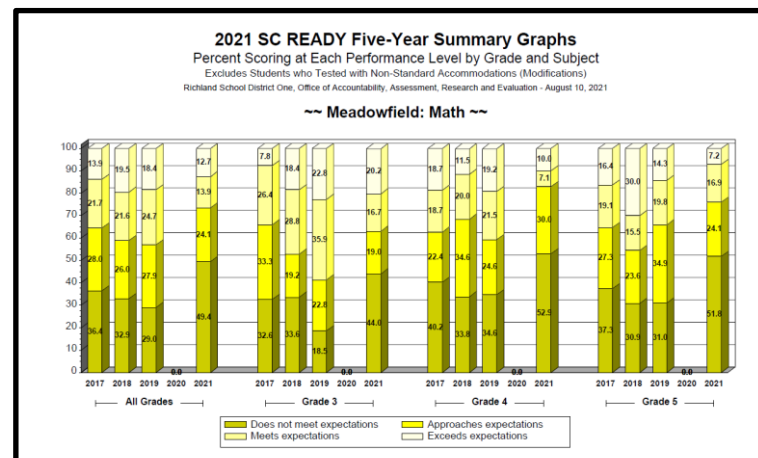 2021 SC READY Five-Year Summary Graphs
Percent Scoring at Each Performance Level by Grade and Subject
Excludes Students who Tested with Non-Standard Accommodations (Modifications)
Richland School District One, Office of Accountability, Assessment, Research and Evaluation - August 10, 2021
~~ Meadowfield: Math ~~
100
90
80
70
60
50
40
30
20
10
0
13.9 19.5 18.4 12.7 7.8 18.4 22.8 20.2 18.7 11.5 19.2 10.0 16.4 30.0 14.3 7.2
21.7 21.6 24.7 13.9 26.4 28.8 35.9 16.7 18.7 20.0 21.5 7.1 19.1 15.5 19.8 16.9
28.0 26.0 27.9 24.1 33.3 19.2 22.8 19.0 22.4 34.6 24.6 30.0 27.3 23.6 34.9 24.1
36.4 32.9 29.0 0.0 49.4 32.6 33.6 18.5 0.0 44.0 40.2 33.8 34.6 0.0 52.9 37.3 30.9 31.0 0.0 51.8
2017 2018 2019 2020 2021 2017 2018 2019 2020 2021 2017 2018 2019 2020 2021 2017 2018 2019 2020 2021
All Grades Grade 3 Grade 4 Grade 5
Does not meet expectations Approaches expectations
Meets expectations Exceeds expectations